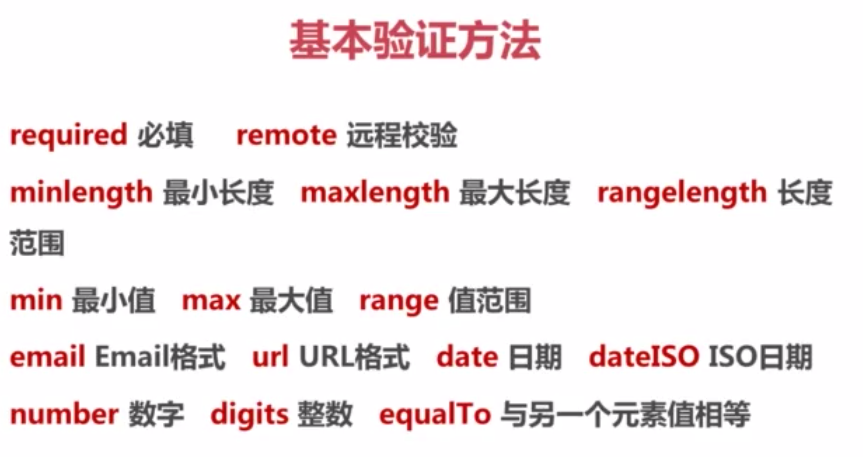 基本验证方法
required 必填 remote 远程校验
minlength 最小长度 maxlength 最大长度 rangelength 长度
范围
min 最小值 max 最大值 range 值范围
email Email格式 url URL格式 date 日期 dateISO ISO日期
number 数字 digits 整数 equalTo 与另一个元素值相等